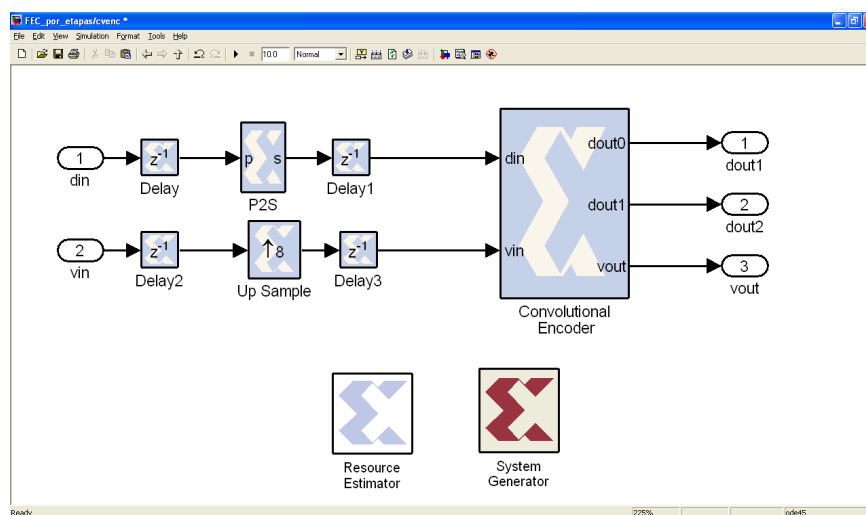 FEC_por_etapas/cvenc *
File Edit View Simulation Format Tools Help
10.0 Normal
1
din
z-1
Delay
p s
P2S
z-1
Delay1
din
vin
dout0
dout1
vout
Convolutional
Encoder
1
dout1
2
dout2
3
vout
2
vin
z-1
Delay2
↑8
Up Sample
z-1
Delay3
Resource
Estimator
System
Generator
Ready 225% ode45